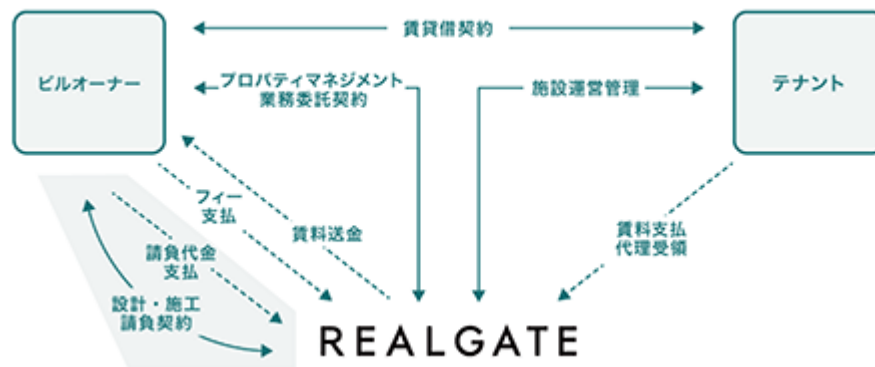 賃貸借契約
ビルオーナー
テナント
プロパティマネジメント
業務委託契約
施設運営管理
フィー
支払
賃料送金
賃料支払
代理受領
請負代金
支払
設計・施工
請負契約
REALGATE